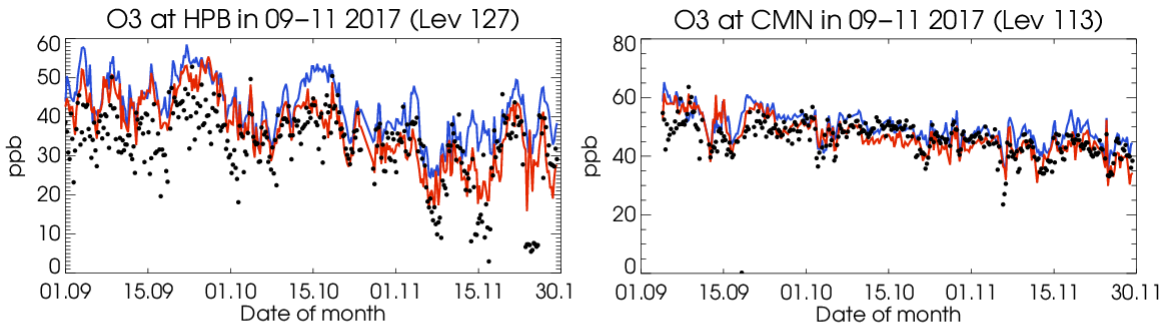 O3 at HPB in 09–11 2017 (Lev 127)
60
50
40
30
20
10
0
ppb
01.09 15.09 01.10 15.10 01.11 15.11 30.1
Date of month
O3 at CMN in 09–11 2017 (Lev 113)
80
60
40
20
0
ppb
01.09 15.09 01.10 15.10 01.11 15.11 30.11
Date of month